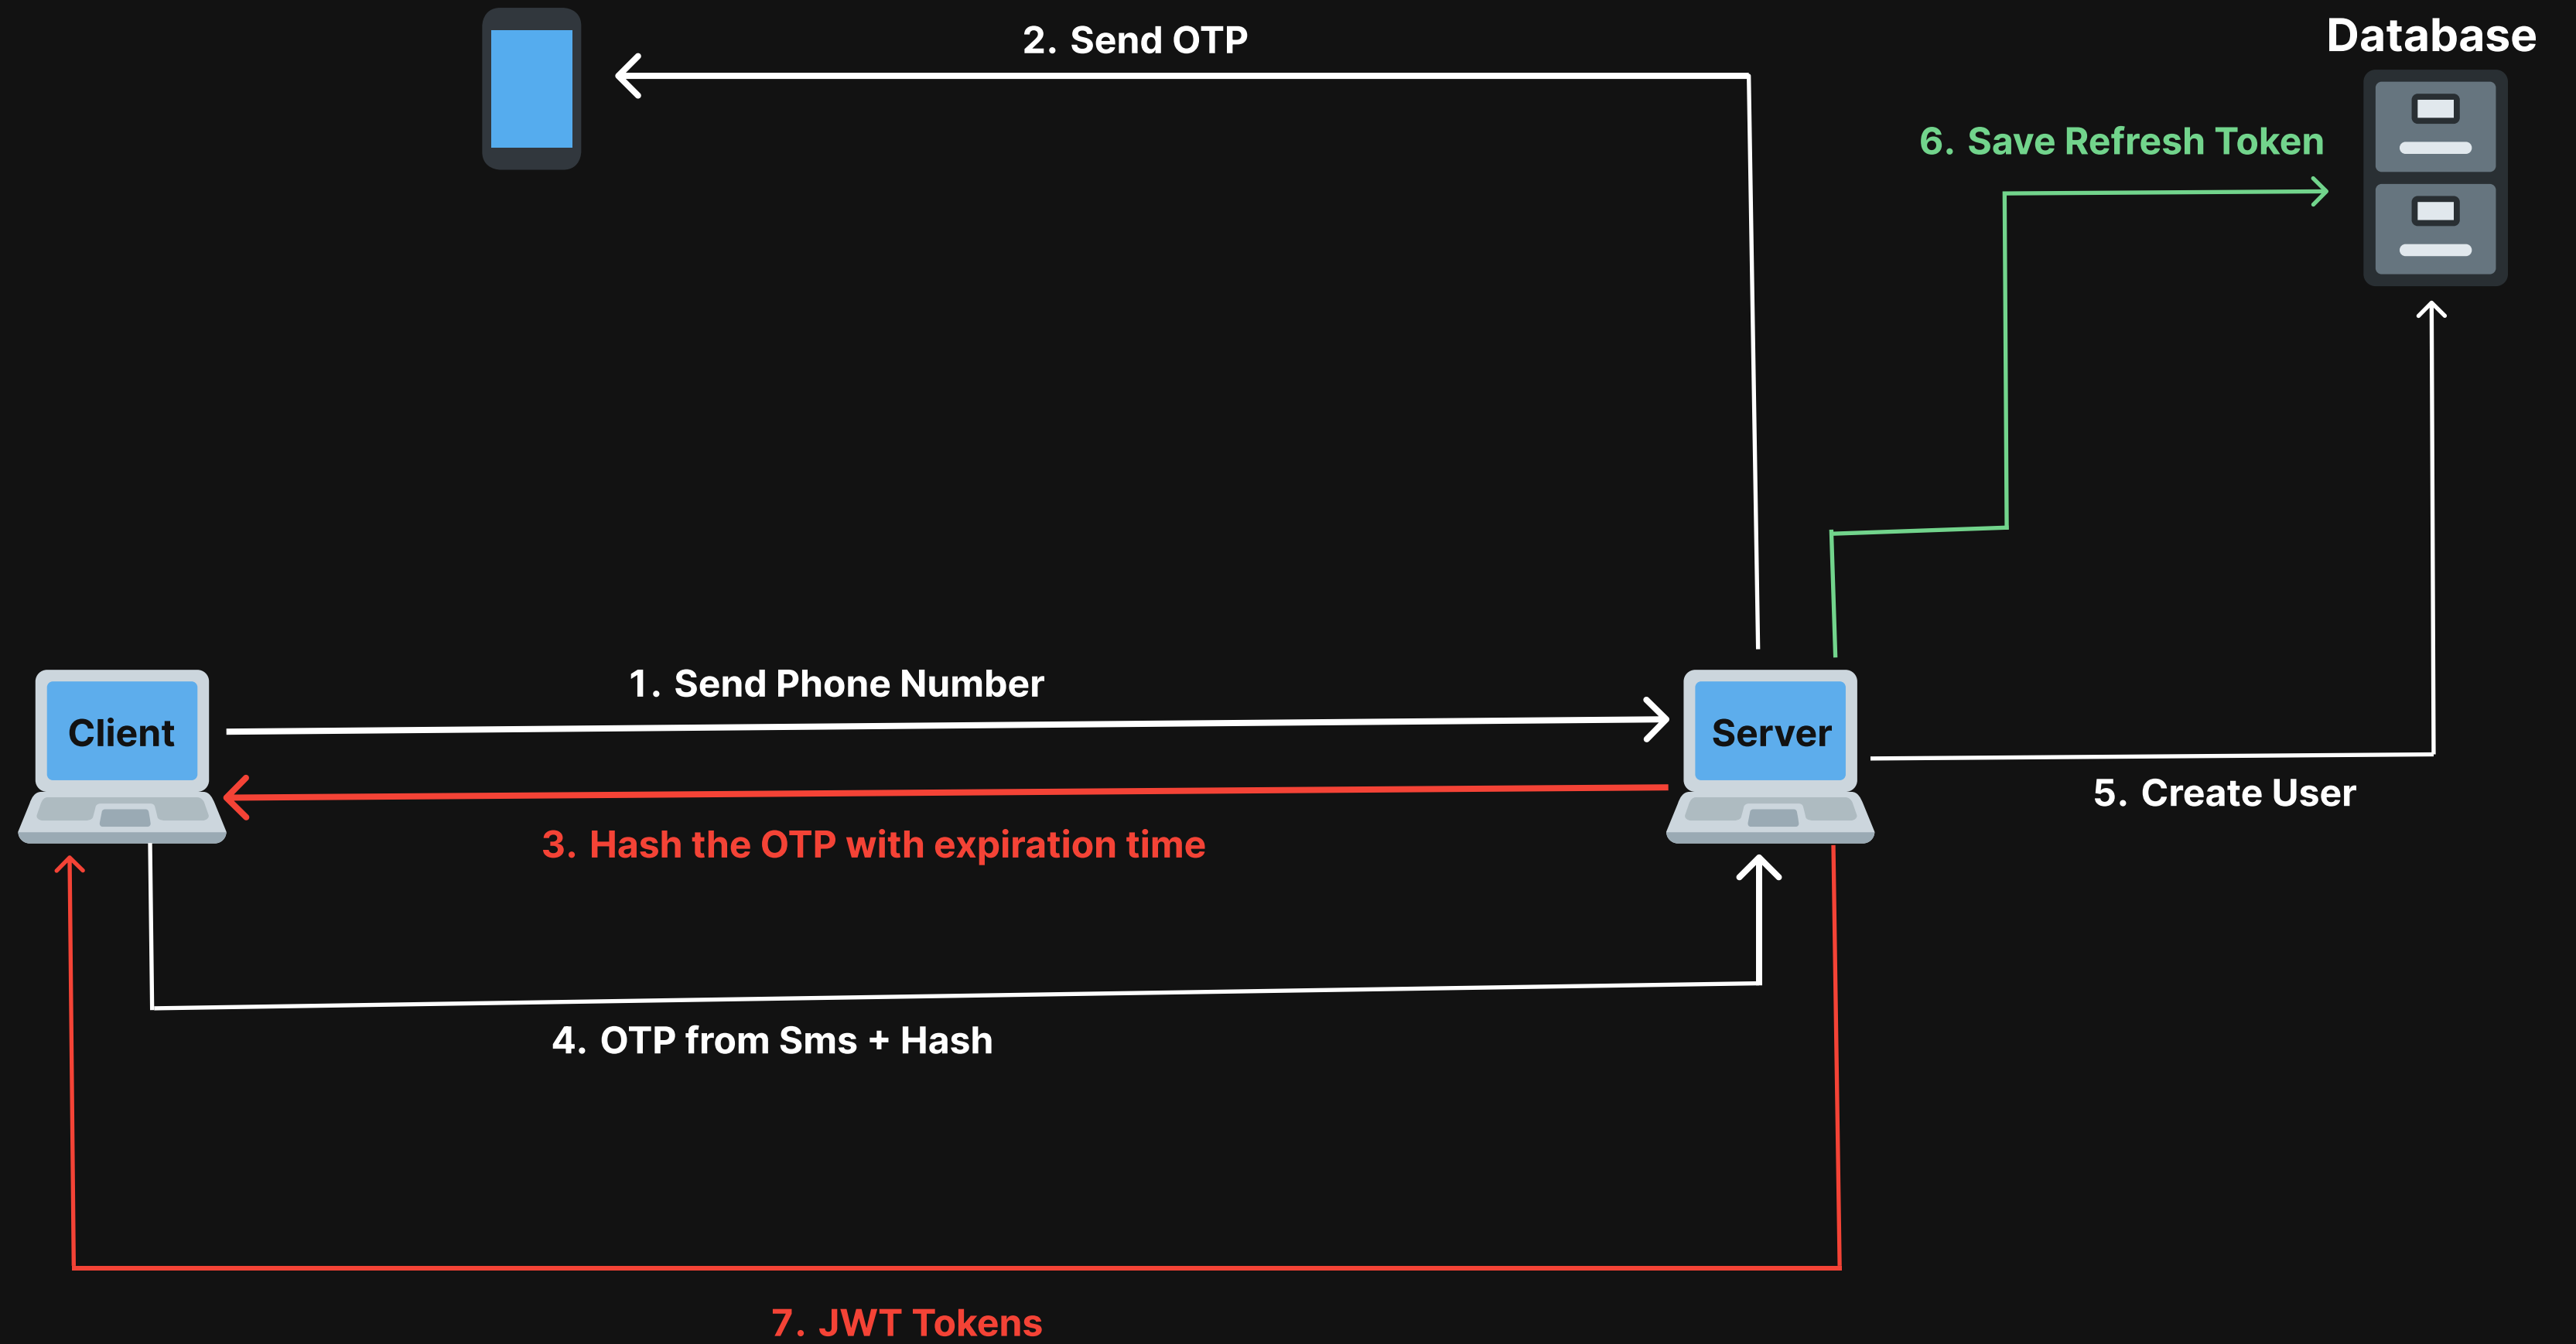 2. Send OTP
Database
6. Save Refresh Token
1. Send Phone Number
Client
Server
5. Create User
3. Hash the OTP with expiration time
4. OTP from Sms + Hash
7. JWT Tokens